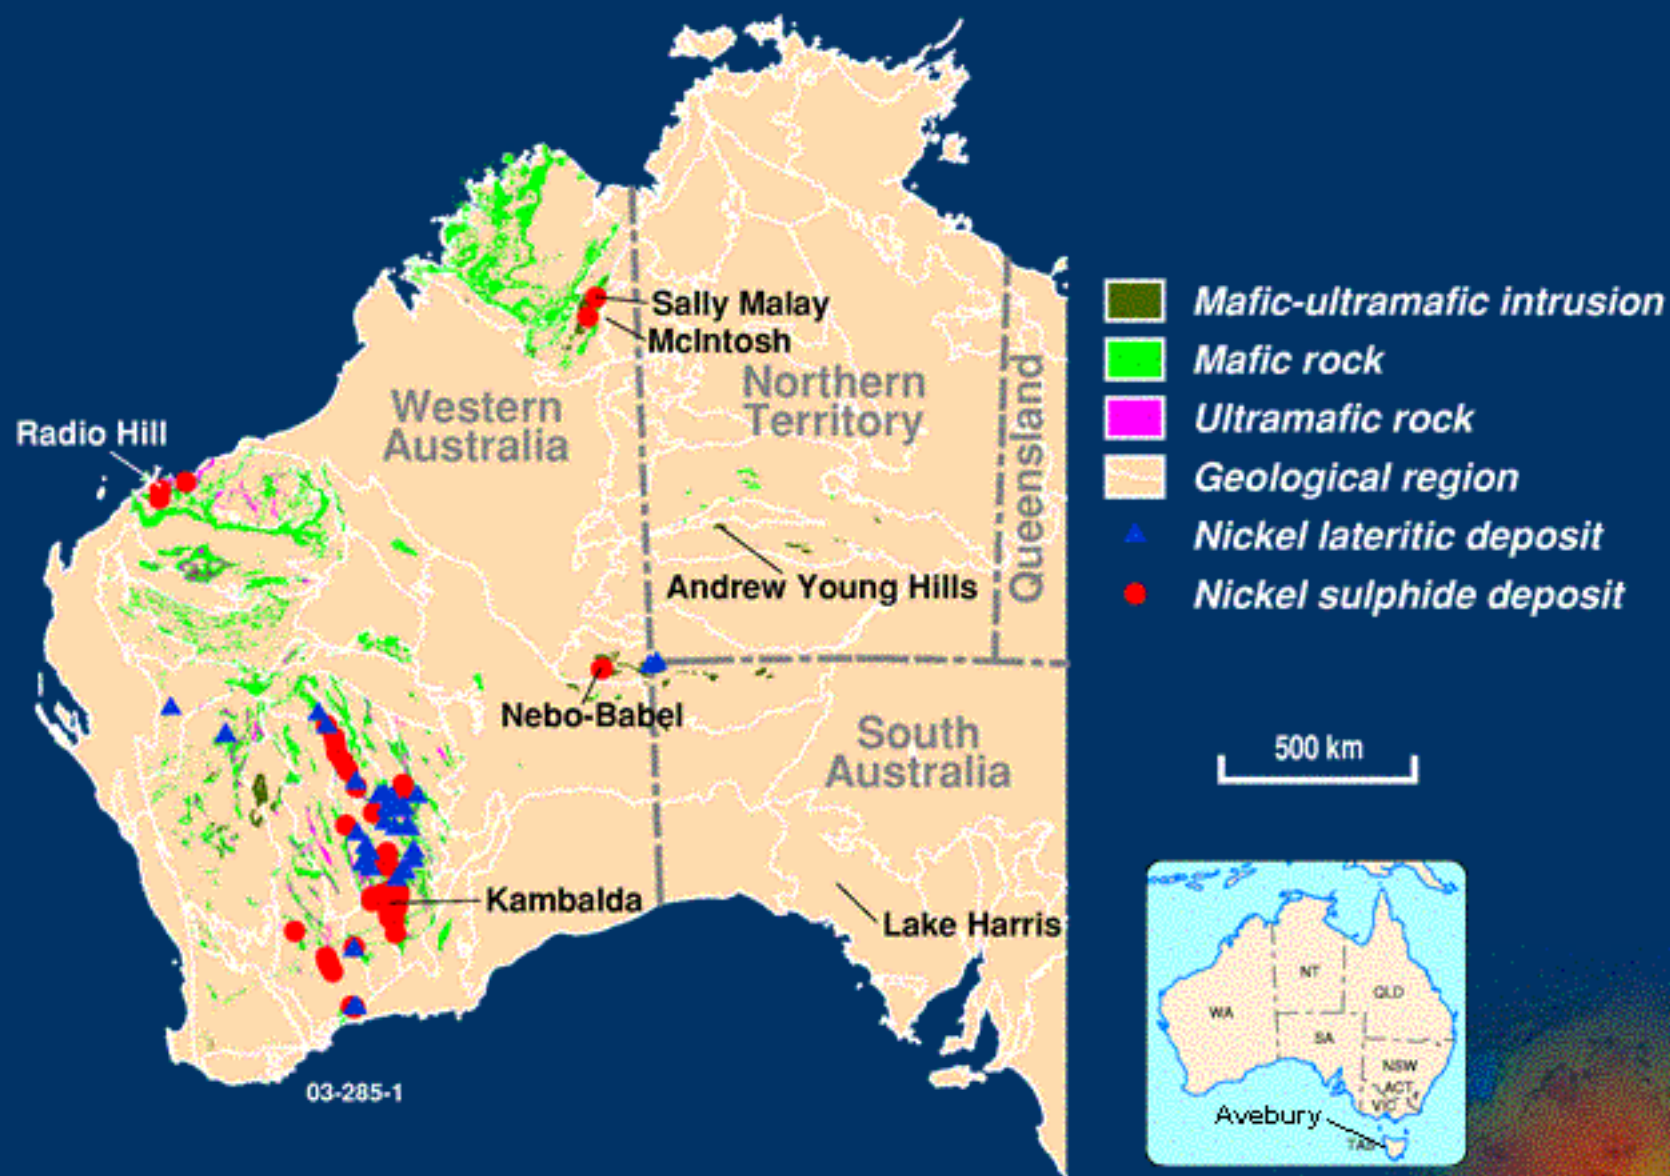 Sally Malay
McIntosh
Northern
Territory
Western
Australia
Queensland
Radio Hill
Andrew Young Hills
Nebo-Babel
South
Australia
Kambalda
Lake Harris
03-285-1
Mafic-ultramafic intrusion
Mafic rock
Ultramafic rock
Geological region
Nickel lateritic deposit
Nickel sulphide deposit
500 km
NT
QLD
WA
SA
NSW
ACT
VIC
Avebury
TAS